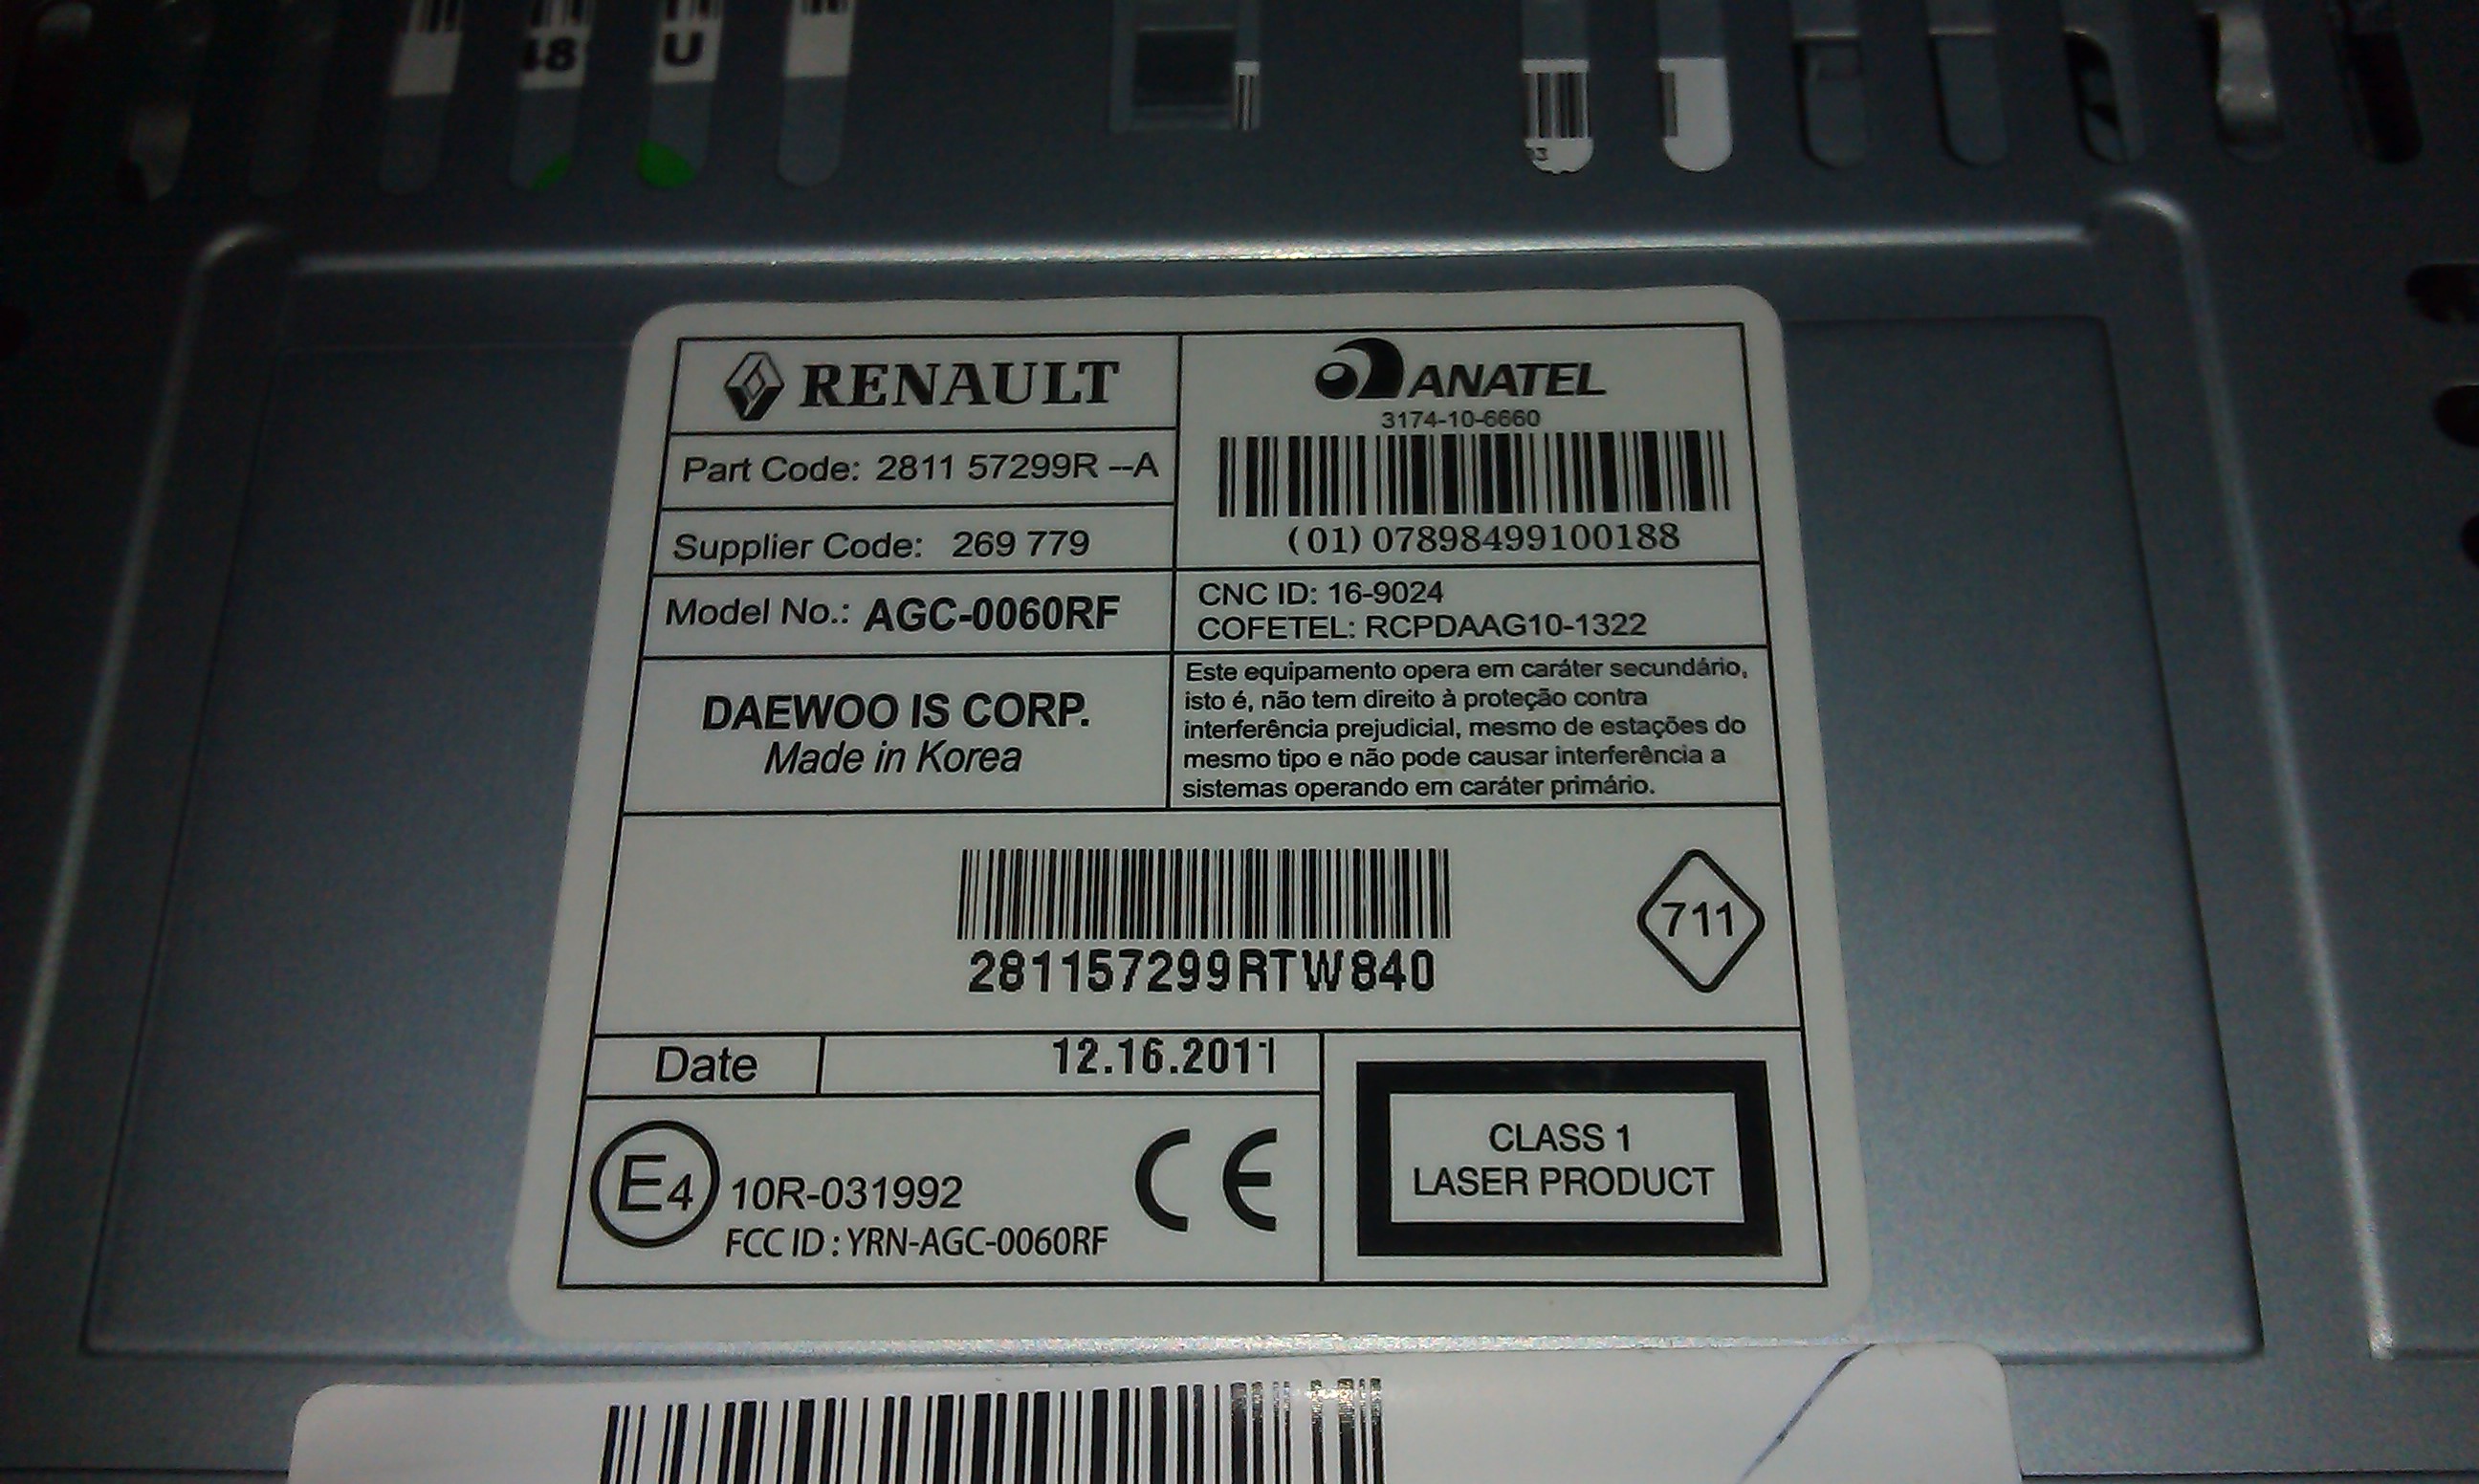 48
U
RENAULT
Part Code: 2811 57299R --A
Supplier Code: 269 779
Model No.: AGC-0060RF
DAEWOO IS CORP.
Made in Korea
ANATEL
3174-10-6660
(01) 07898499100188
CNC ID: 16-9024
COFETEL: RCPDAAG10-1322
Este equipamento opera em caráter secundário,
isto é, não tem direito à proteção contra
interferência prejudicial, mesmo de estações do
mesmo tipo e não pode causar interferência a
sistemas operando em caráter primário.
281157299RTW840
711
Date 12.16.2011
E4 10R-031992
FCC ID : YRN-AGC-0060RF
CE
CLASS 1
LASER PRODUCT